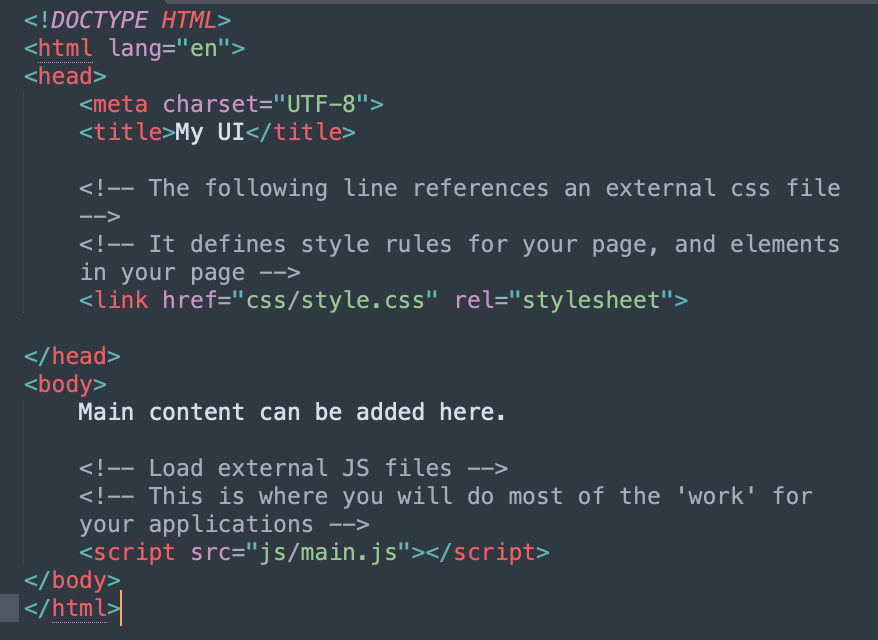 <!DOCTYPE HTML>
<html lang="en">
<head>
    <meta charset="UTF-8">
    <title>My UI</title>

    <!-- The following line references an external css file
    -->
    <!-- It defines style rules for your page, and elements
    in your page -->
    <link href="css/style.css" rel="stylesheet">

</head>
<body>
    Main content can be added here.

    <!-- Load external JS files -->
    <!-- This is where you will do most of the 'work' for
    your applications -->
    <script src="js/main.js"></script>
</body>
</html>